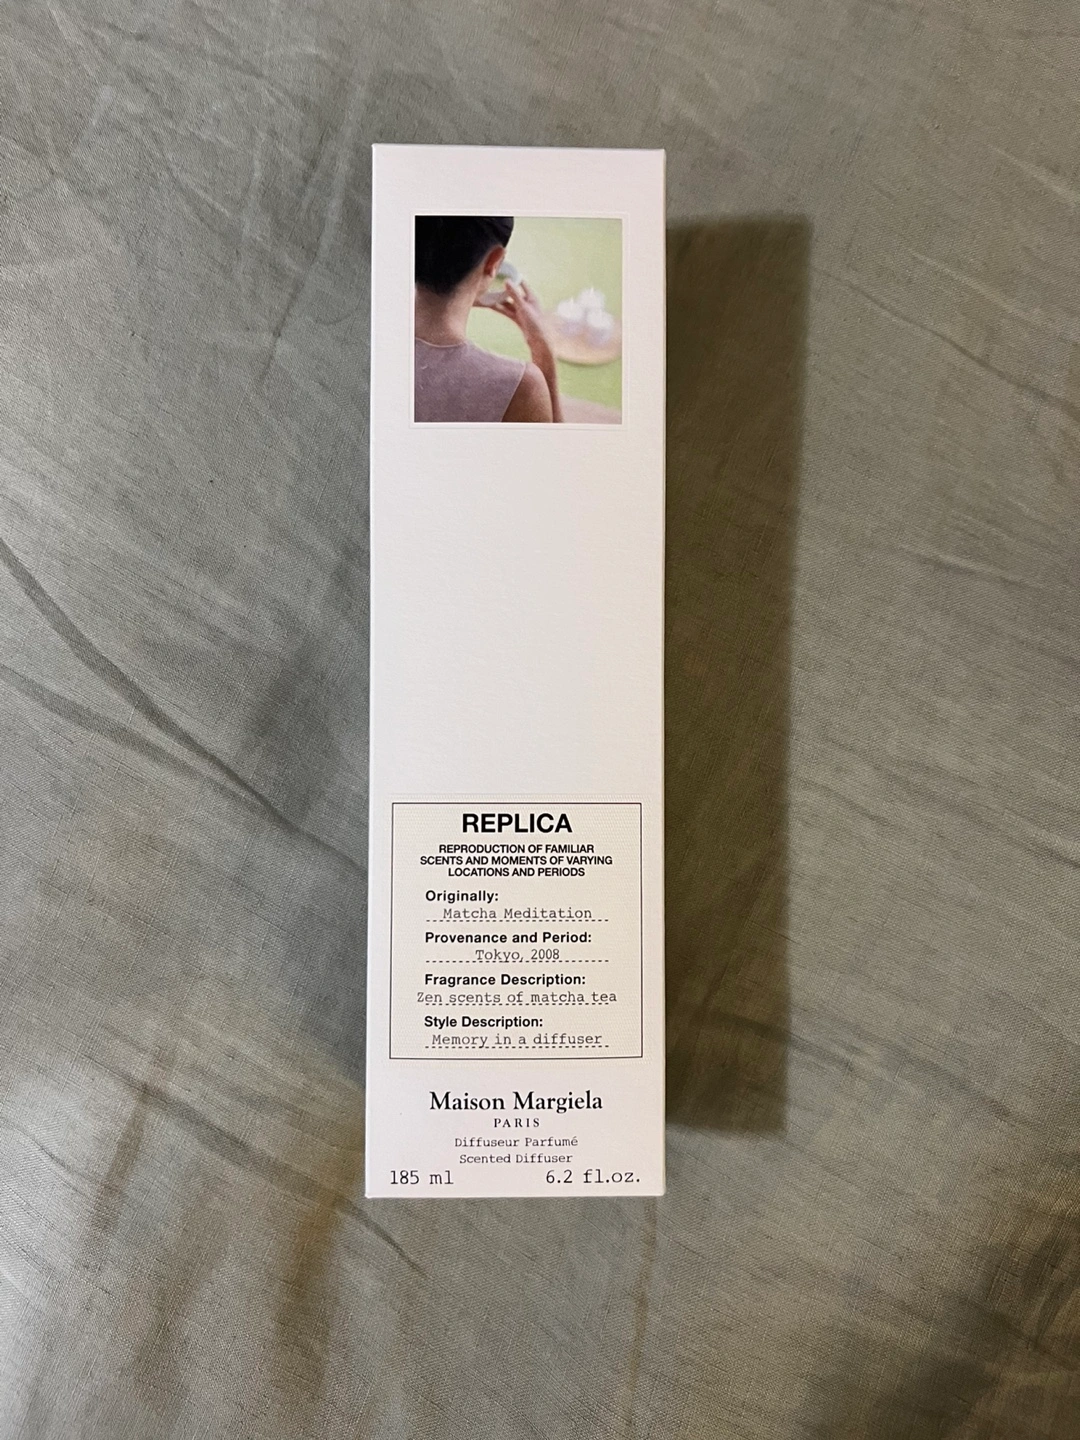 REPLICA
REPRODUCTION OF FAMILIAR
SCENTS AND MOMENTS OF VARYING
LOCATIONS AND PERIODS
Originally:
Matcha Meditation
Provenance and Period:
Tokyo, 2008
Fragrance Description:
Zen scents of matcha tea
Style Description:
Memory in a diffuser
Maison Margiela
PARIS
Diffuseur Parfumé
Scented Diffuser
185 ml 6.2 fl.oz.